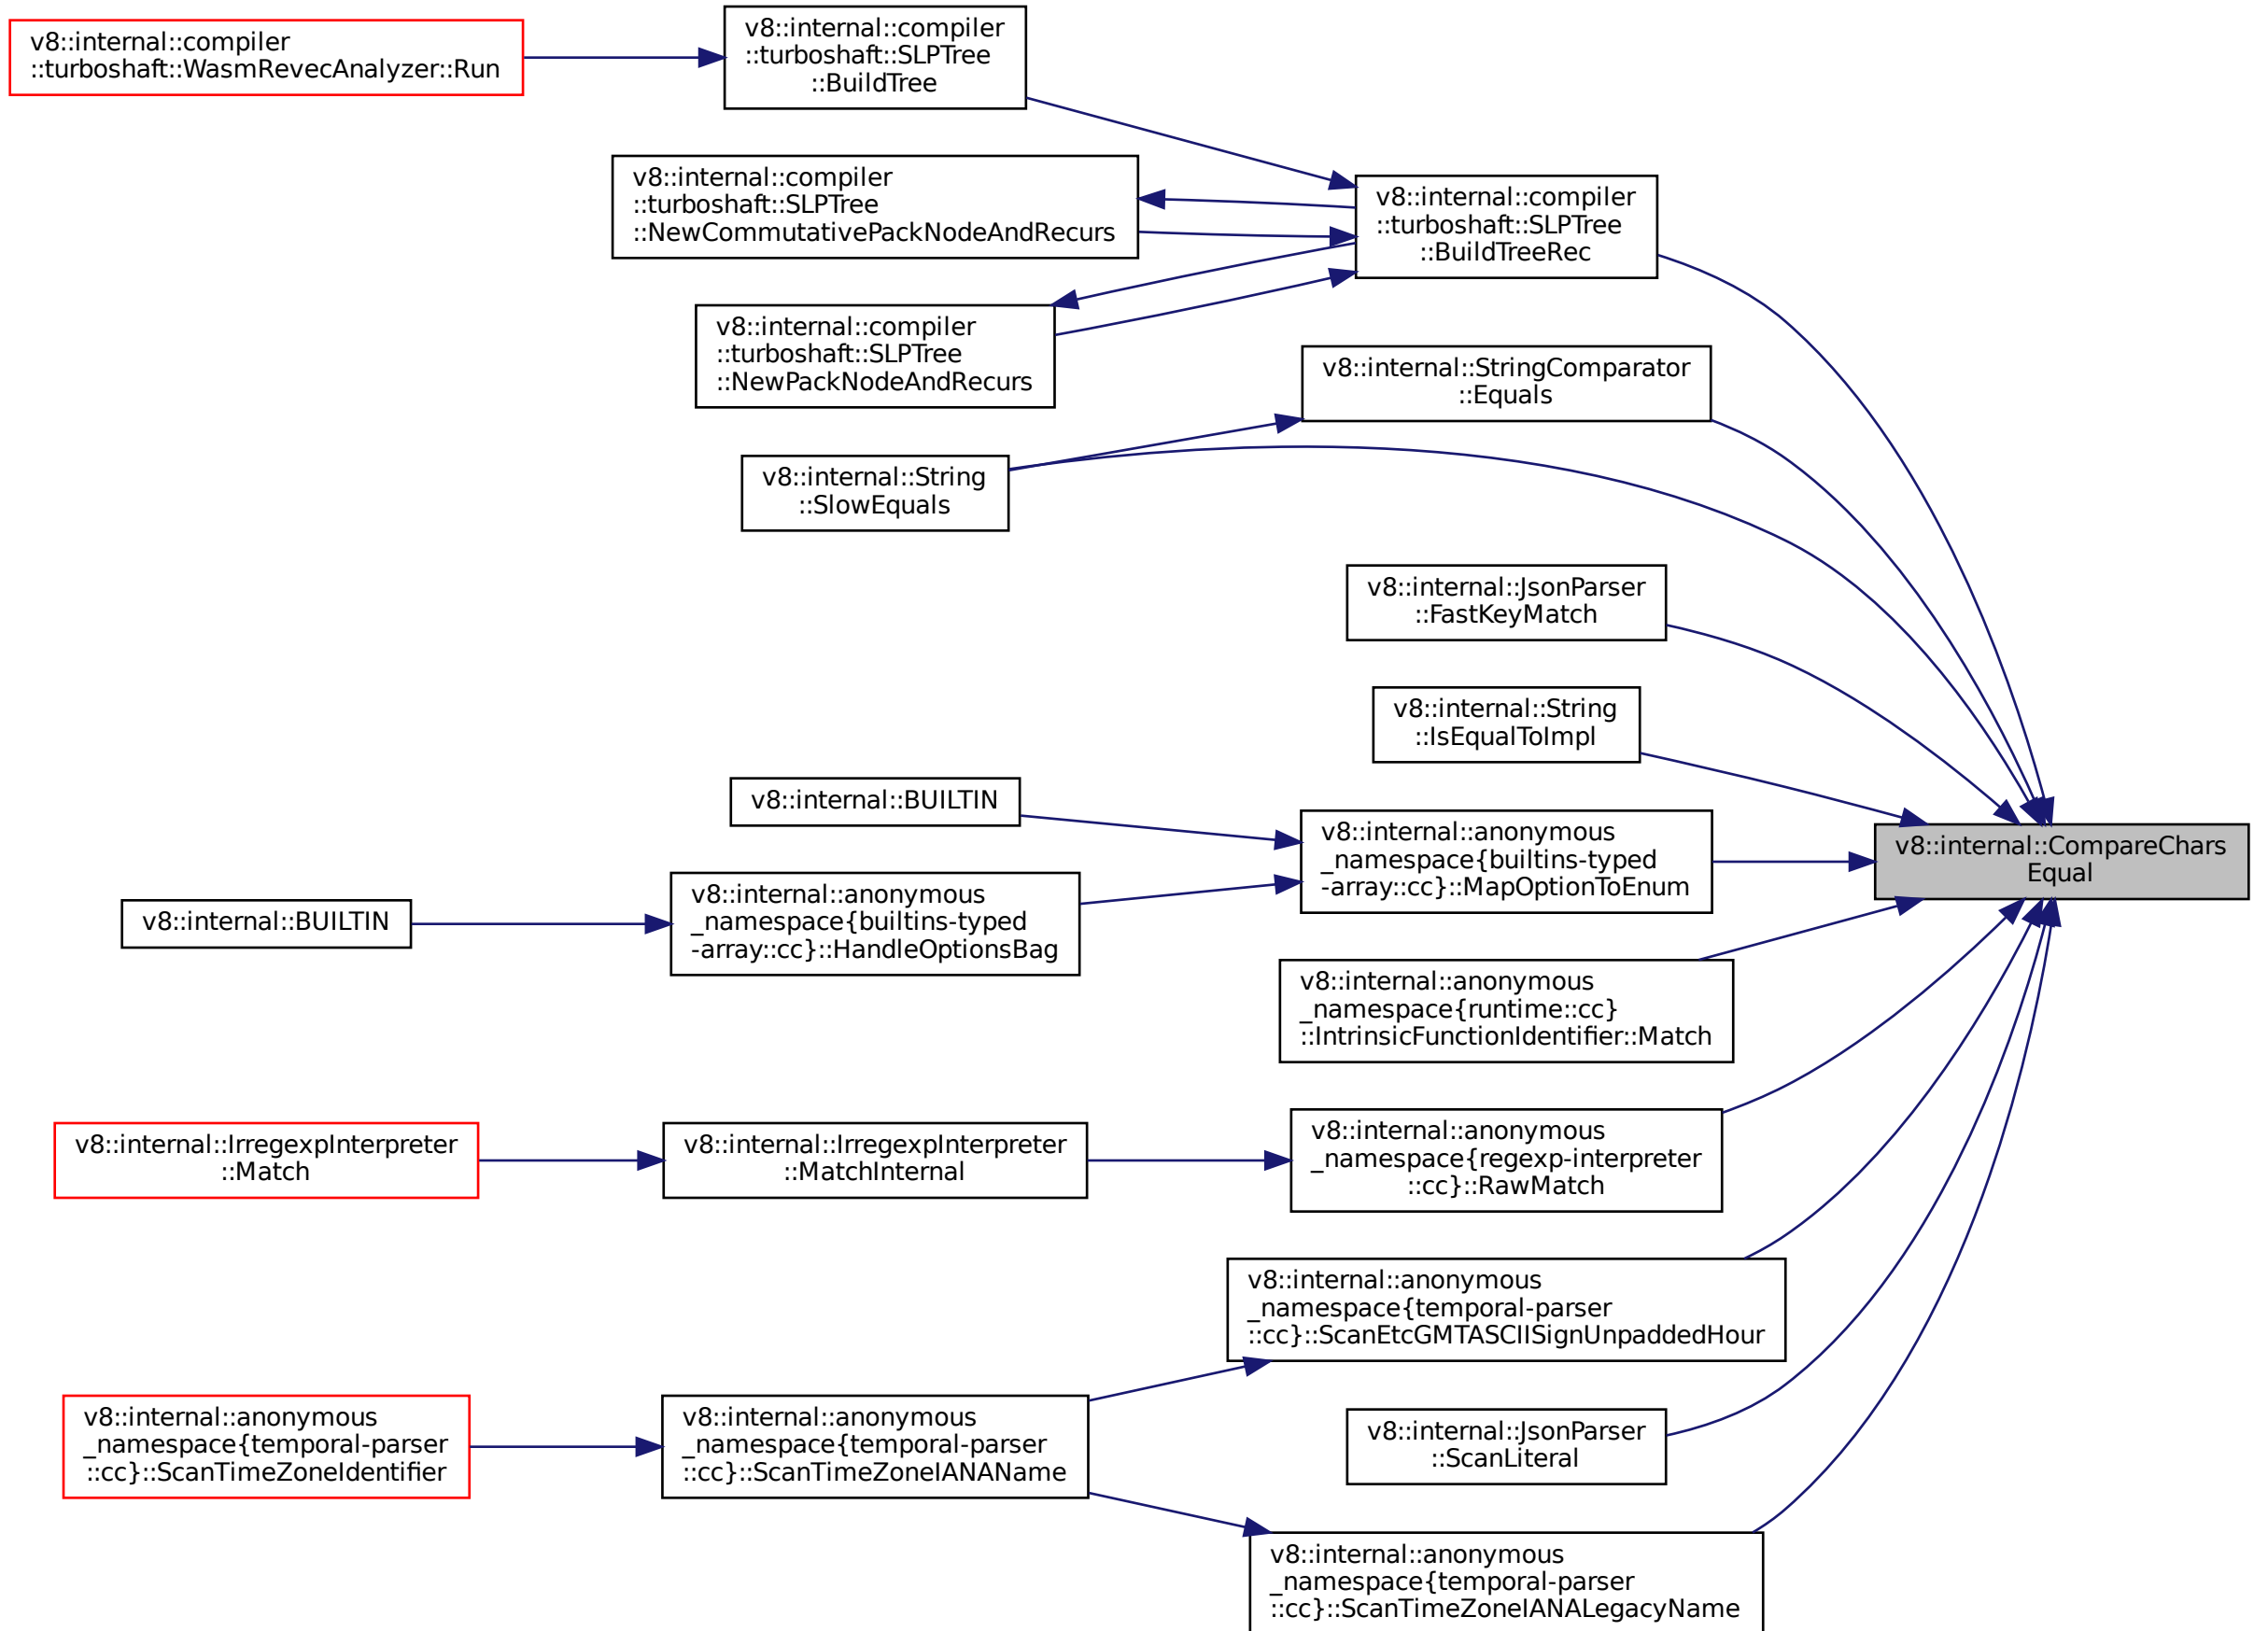 v8::internal::compiler
::turboshaft::WasmRevecAnalyzer::Run
v8::internal::compiler
::turboshaft::SLPTree
::BuildTree
v8::internal::compiler
::turboshaft::SLPTree
::NewCommutativePackNodeAndRecurs
v8::internal::compiler
::turboshaft::SLPTree
::BuildTreeRec
v8::internal::compiler
::turboshaft::SLPTree
::NewPackNodeAndRecurs
v8::internal::StringComparator
::Equals
v8::internal::String
::SlowEquals
v8::internal::JsonParser
::FastKeyMatch
v8::internal::String
::IsEqualToImpl
v8::internal::BUILTIN
v8::internal::anonymous
_namespace{builtins-typed
-array::cc}::MapOptionToEnum
v8::internal::CompareChars
Equal
v8::internal::BUILTIN
v8::internal::anonymous
_namespace{builtins-typed
-array::cc}::HandleOptionsBag
v8::internal::anonymous
_namespace{runtime::cc}
::IntrinsicFunctionIdentifier::Match
v8::internal::IrregexpInterpreter
::Match
v8::internal::IrregexpInterpreter
::MatchInternal
v8::internal::anonymous
_namespace{regexp-interpreter
::cc}::RawMatch
v8::internal::anonymous
_namespace{temporal-parser
::cc}::ScanEtcGMTASCIISignUnpaddedHour
v8::internal::anonymous
_namespace{temporal-parser
::cc}::ScanTimeZoneIdentifier
v8::internal::anonymous
_namespace{temporal-parser
::cc}::ScanTimeZoneIANAName
v8::internal::JsonParser
::ScanLiteral
v8::internal::anonymous
_namespace{temporal-parser
::cc}::ScanTimeZoneIANALegacyName